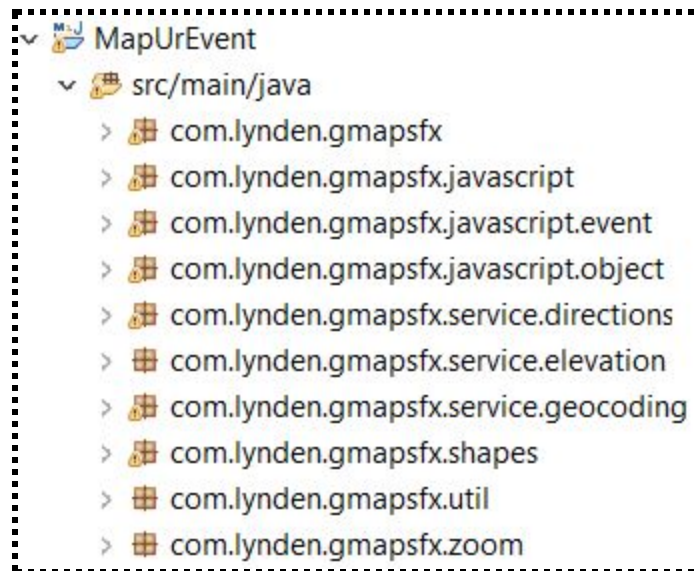 MapUrEvent
src/main/java
com.lynden.gmapsfx
com.lynden.gmapsfx.javascript
com.lynden.gmapsfx.javascript.event
com.lynden.gmapsfx.javascript.object
com.lynden.gmapsfx.service.directions
com.lynden.gmapsfx.service.elevation
com.lynden.gmapsfx.service.geocoding
com.lynden.gmapsfx.shapes
com.lynden.gmapsfx.util
com.lynden.gmapsfx.zoom